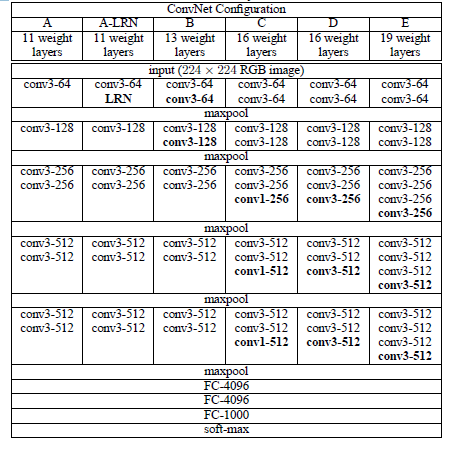 ConvNet Configuration
A A-LRN B C D E
11 weight 11 weight 13 weight 16 weight 16 weight 19 weight
layers layers layers layers layers layers
input (224 × 224 RGB image)
conv3-64 conv3-64 conv3-64 conv3-64 conv3-64 conv3-64
LRN conv3-64 conv3-64 conv3-64 conv3-64
maxpool
conv3-128 conv3-128 conv3-128 conv3-128 conv3-128 conv3-128
conv3-128 conv3-128 conv3-128 conv3-128
maxpool
conv3-256 conv3-256 conv3-256 conv3-256 conv3-256 conv3-256
conv3-256 conv3-256 conv3-256 conv3-256 conv3-256 conv3-256
conv1-256 conv3-256 conv3-256
conv3-256
maxpool
conv3-512 conv3-512 conv3-512 conv3-512 conv3-512 conv3-512
conv3-512 conv3-512 conv3-512 conv3-512 conv3-512 conv3-512
conv1-512 conv3-512 conv3-512
conv3-512
maxpool
conv3-512 conv3-512 conv3-512 conv3-512 conv3-512 conv3-512
conv3-512 conv3-512 conv3-512 conv3-512 conv3-512 conv3-512
conv1-512 conv3-512 conv3-512
conv3-512
maxpool
FC-4096
FC-4096
FC-1000
soft-max